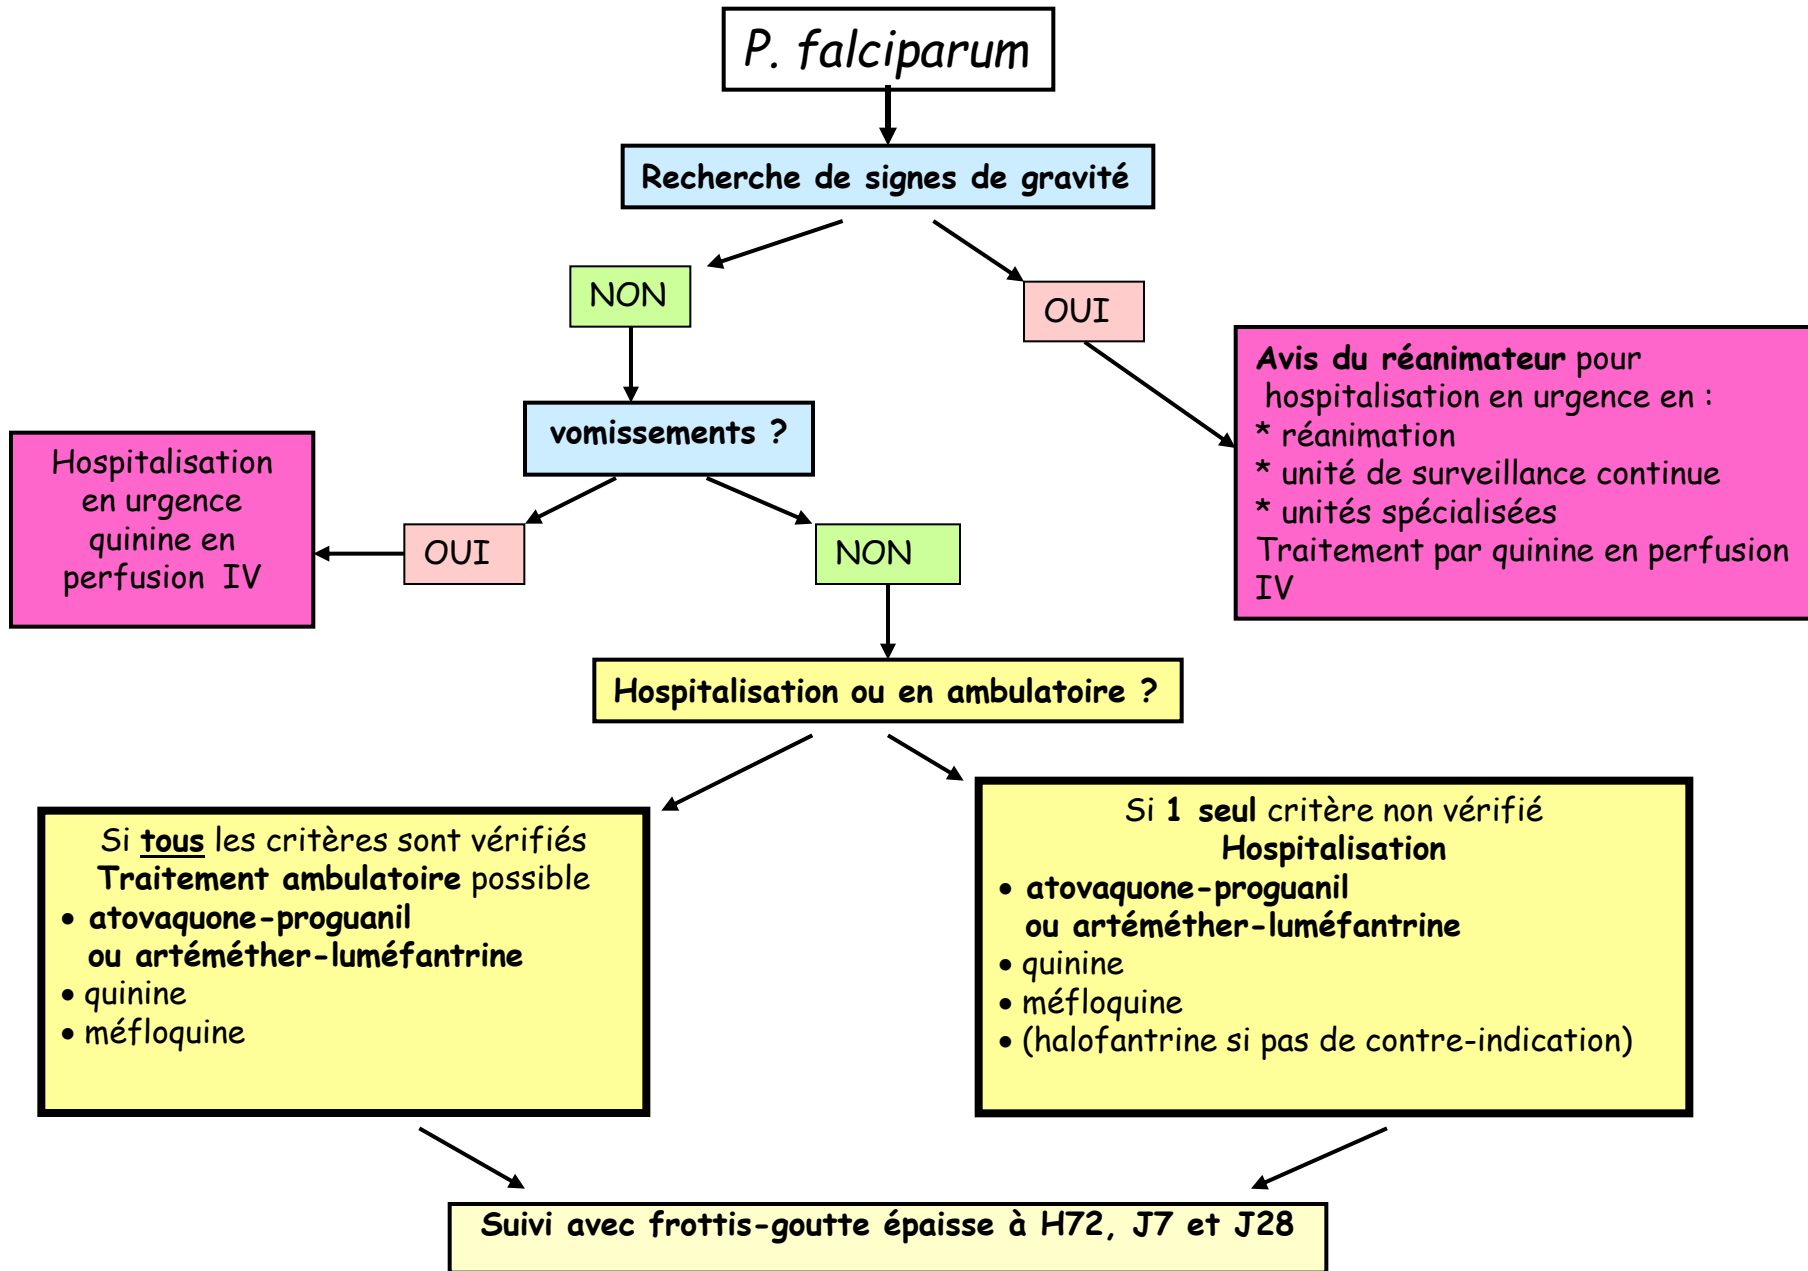 P. falciparum
Recherche de signes de gravité
NON
OUI
Avis du réanimateur pour
hospitalisation en urgence en :
* réanimation
* unité de surveillance continue
* unités spécialisées
Traitement par quinine en perfusion
IV
vomissements ?
Hospitalisation
en urgence
quinine en
perfusion IV
OUI
NON
Hospitalisation ou en ambulatoire ?
Si tous les critères sont vérifiés
Traitement ambulatoire possible
• atovaquone-proguanil
ou artéméther-luméfantrine
• quinine
• méfloquine
Si 1 seul critère non vérifié
Hospitalisation
• atovaquone-proguanil
ou artéméther-luméfantrine
• quinine
• méfloquine
• (halofantrine si pas de contre-indication)
Suivi avec frottis-goutte épaisse à H72, J7 et J28